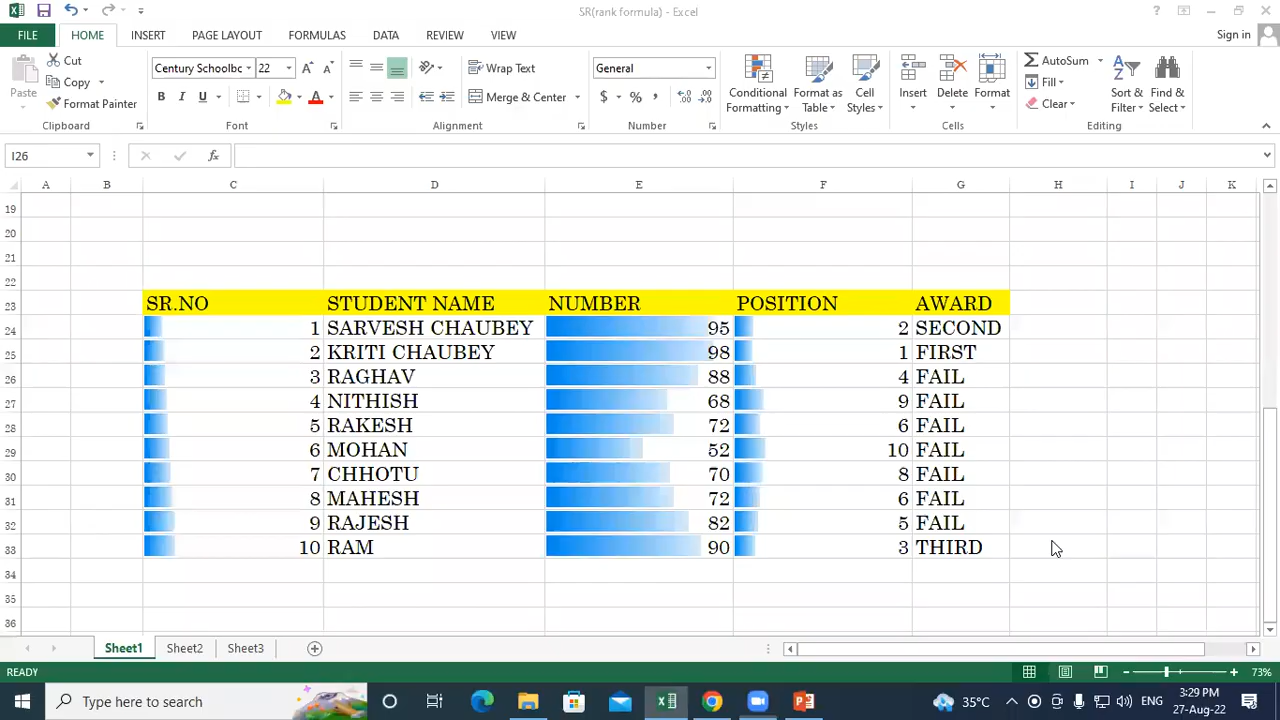 SR(rank formula) - Excel
FILE HOME INSERT PAGE LAYOUT FORMULAS DATA REVIEW VIEW Sign in
Paste Cut Copy Format Painter
Clipboard
Century Schoolbc 22
B I U A
Font
Wrap Text
Merge & Center
Alignment
General
$ % ,
Number
Conditional Formatting Format as Table Cell Styles
Styles
Insert Delete Format
Cells
AutoSum
Fill
Clear
Sort & Filter Find & Select
Editing
I26 fx
A B C D E F G H I J K
19
20
21
22
23 SR.NO STUDENT NAME NUMBER POSITION AWARD
24 1 SARVESH CHAUBEY 95 2 SECOND
25 2 KRITI CHAUBEY 98 1 FIRST
26 3 RAGHAV 88 4 FAIL
27 4 NITHISH 68 9 FAIL
28 5 RAKESH 72 6 FAIL
29 6 MOHAN 52 10 FAIL
30 7 CHHOTU 70 8 FAIL
31 8 MAHESH 72 6 FAIL
32 9 RAJESH 82 5 FAIL
33 10 RAM 90 3 THIRD
34
35
36
Sheet1 Sheet2 Sheet3
READY 73%
Type here to search 35°C ENG 3:29 PM
27-Aug-22